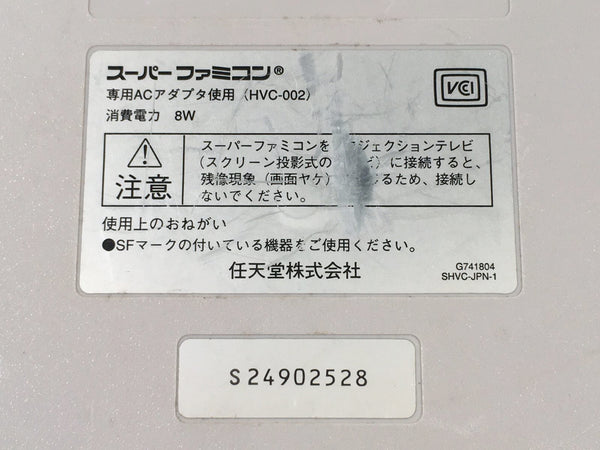 スーパーファミコン®
専用ACアダプタ使用（HVC-002）
消費電力 8W
VCI
注意
スーパーファミコンを ジェクションテレビ
（スクリーン投影式の ）に接続すると、
残像現象（画面ヤケ） るため、接続し
ないでください。
使用上のおねがい
●SFマークの付いている機器をご使用ください。
任天堂株式会社
G741804
SHVC-JPN-1
S24902528